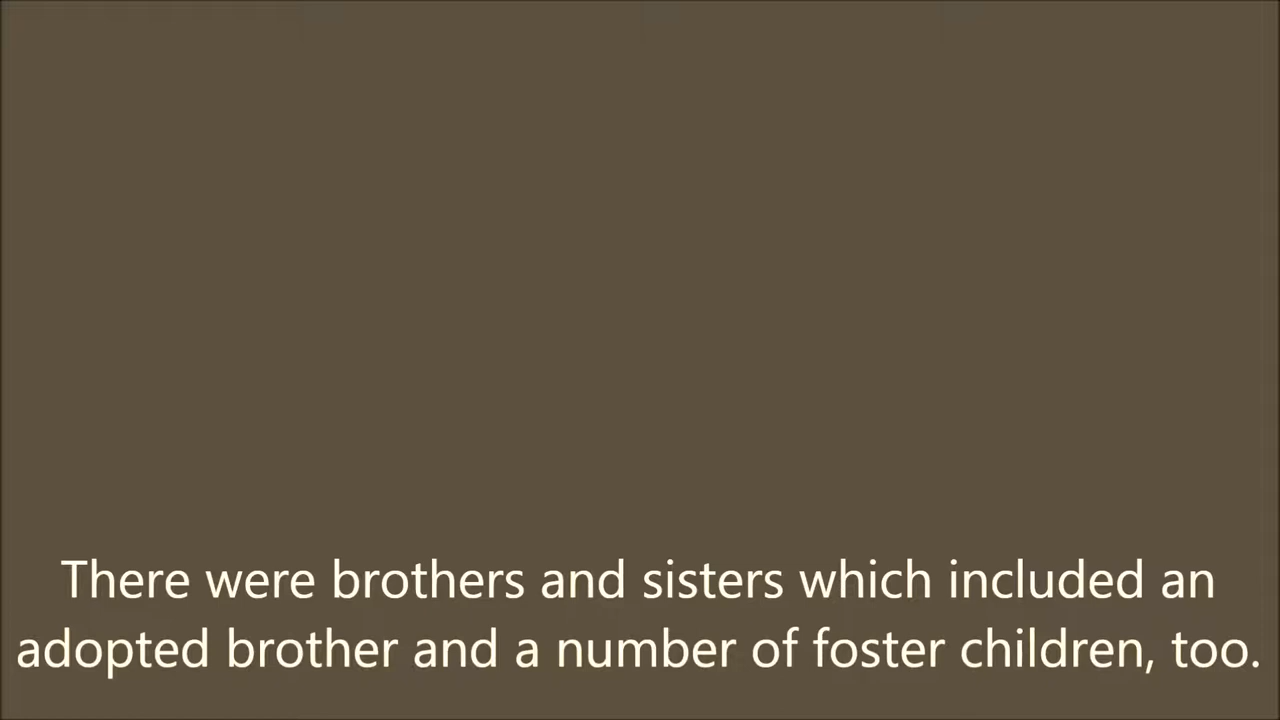 There were brothers and sisters which included an
adopted brother and a number of foster children, too.